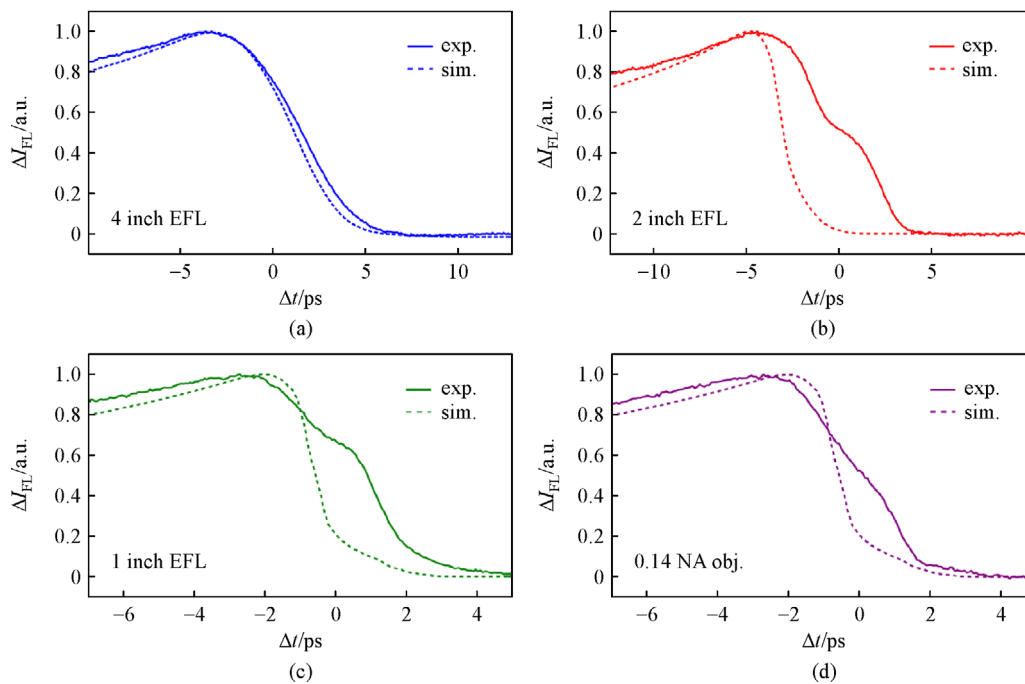 1.0
0.8
0.6
0.4
0.2
0
ΔI_FL/a.u.
exp.
sim.
4 inch EFL
−5 0 5 10
Δt/ps
(a)
1.0
0.8
0.6
0.4
0.2
0
ΔI_FL/a.u.
exp.
sim.
2 inch EFL
−10 −5 0 5
Δt/ps
(b)
1.0
0.8
0.6
0.4
0.2
0
ΔI_FL/a.u.
exp.
sim.
1 inch EFL
−6 −4 −2 0 2 4
Δt/ps
(c)
1.0
0.8
0.6
0.4
0.2
0
ΔI_FL/a.u.
exp.
sim.
0.14 NA obj.
−6 −4 −2 0 2 4
Δt/ps
(d)